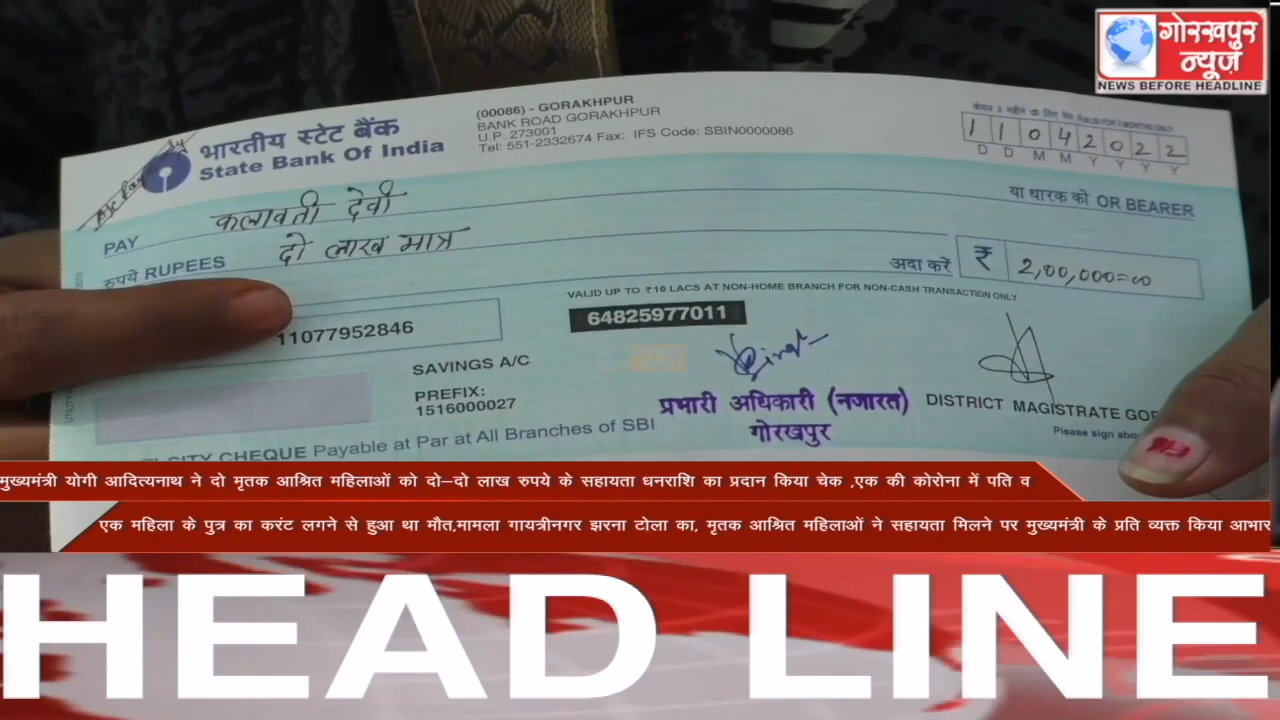 गोरखपुर
न्यूज़
NEWS BEFORE HEADLINE
(00086) - GORAKHPUR
BANK ROAD GORAKHPUR
U.P. 273001
Tel: 551-2332674 Fax: IFS Code: SBIN0000086
भारतीय स्टेट बैंक
State Bank Of India
1 1 0 4 2 0 2 2
D D M M Y Y Y Y
या धारक को OR BEARER
PAY कलावती देवी
रुपये RUPEES दो लाख मात्र
अदा करें ₹ 2,00,000=00
VALID UP TO ₹10 LACS AT NON-HOME BRANCH FOR NON-CASH TRANSACTION ONLY
11077952846
64825977011
SAVINGS A/C
PREFIX:
1516000027
प्रभारी अधिकारी (नजारत)
गोरखपुर
DISTRICT MAGISTRATE GOR
Please sign abo
CITY CHEQUE Payable at Par at All Branches of SBI
मुख्यमंत्री योगी आदित्यनाथ ने दो मृतक आश्रित महिलाओं को दो–दो लाख रुपये के सहायता धनराशि का प्रदान किया चेक ,एक की कोरोना में पति व
एक महिला के पुत्र का करंट लगने से हुआ था मौत,मामला गायत्रीनगर झरना टोला का, मृतक आश्रित महिलाओं ने सहायता मिलने पर मुख्यमंत्री के प्रति व्यक्त किया आभार
HEAD LINE